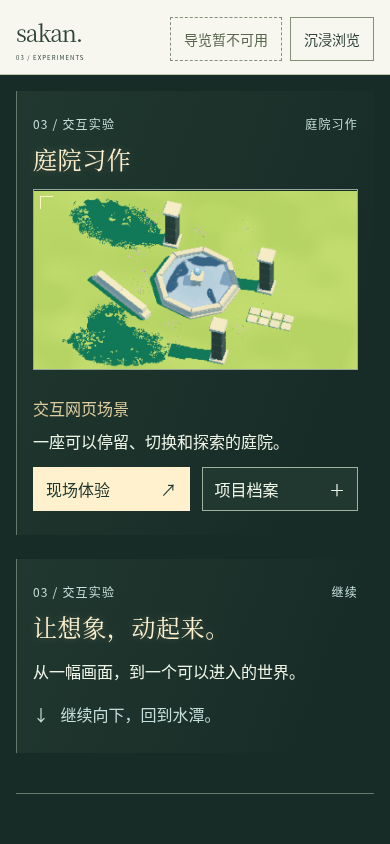 sakan.
03 / EXPERIMENTS
导览暂不可用
沉浸浏览
03 / 交互实验
庭院习作
庭院习作
交互网页场景
一座可以停留、切换和探索的庭院。
现场体验 ↗
项目档案 +
03 / 交互实验
继续
让想象，动起来。
从一幅画面，到一个可以进入的世界。
↓ 继续向下，回到水潭。